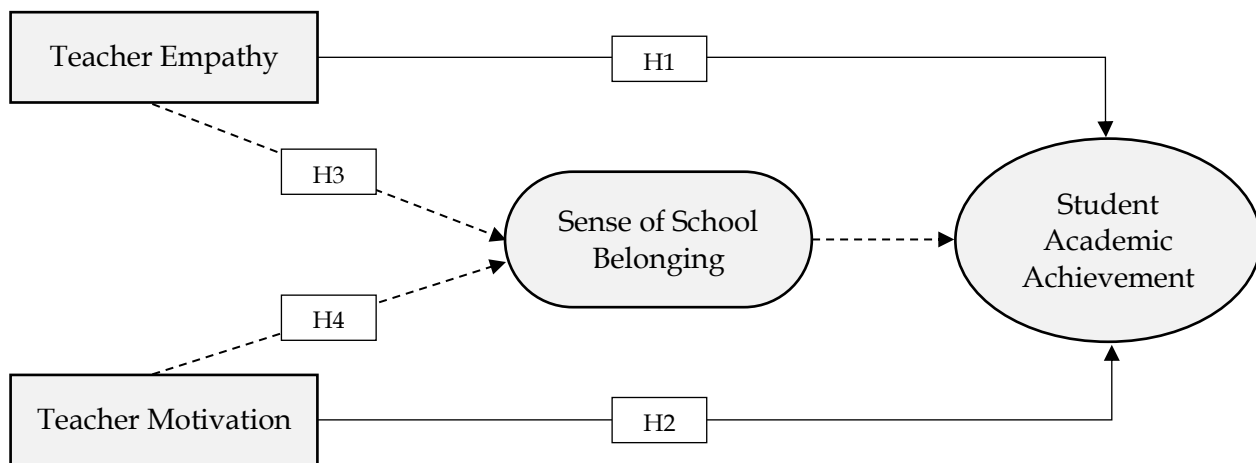 Teacher Empathy
H1
H3
Sense of School
Belonging
Student
Academic
Achievement
H4
Teacher Motivation
H2